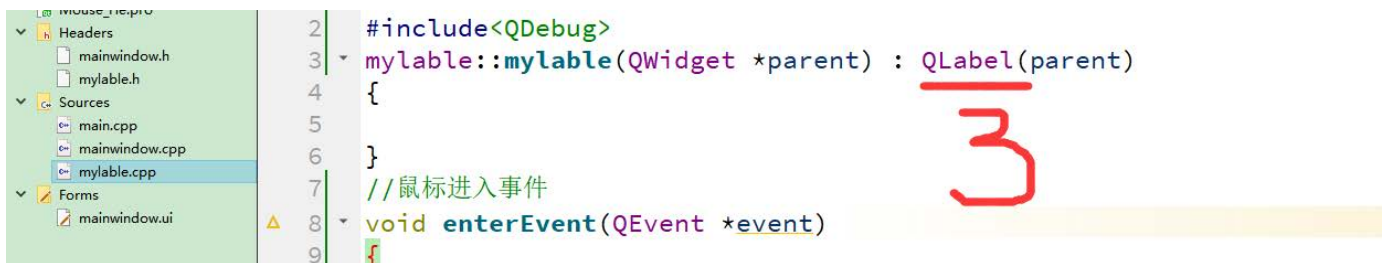 Mouse_He.pro
Headers
mainwindow.h
mylable.h
Sources
main.cpp
mainwindow.cpp
mylable.cpp
Forms
mainwindow.ui
2 #include<QDebug>
3 mylable::mylable(QWidget *parent) : QLabel(parent)
4 {
5
6 }
7 //鼠标进入事件
8 void enterEvent(QEvent *event)
9 {
3